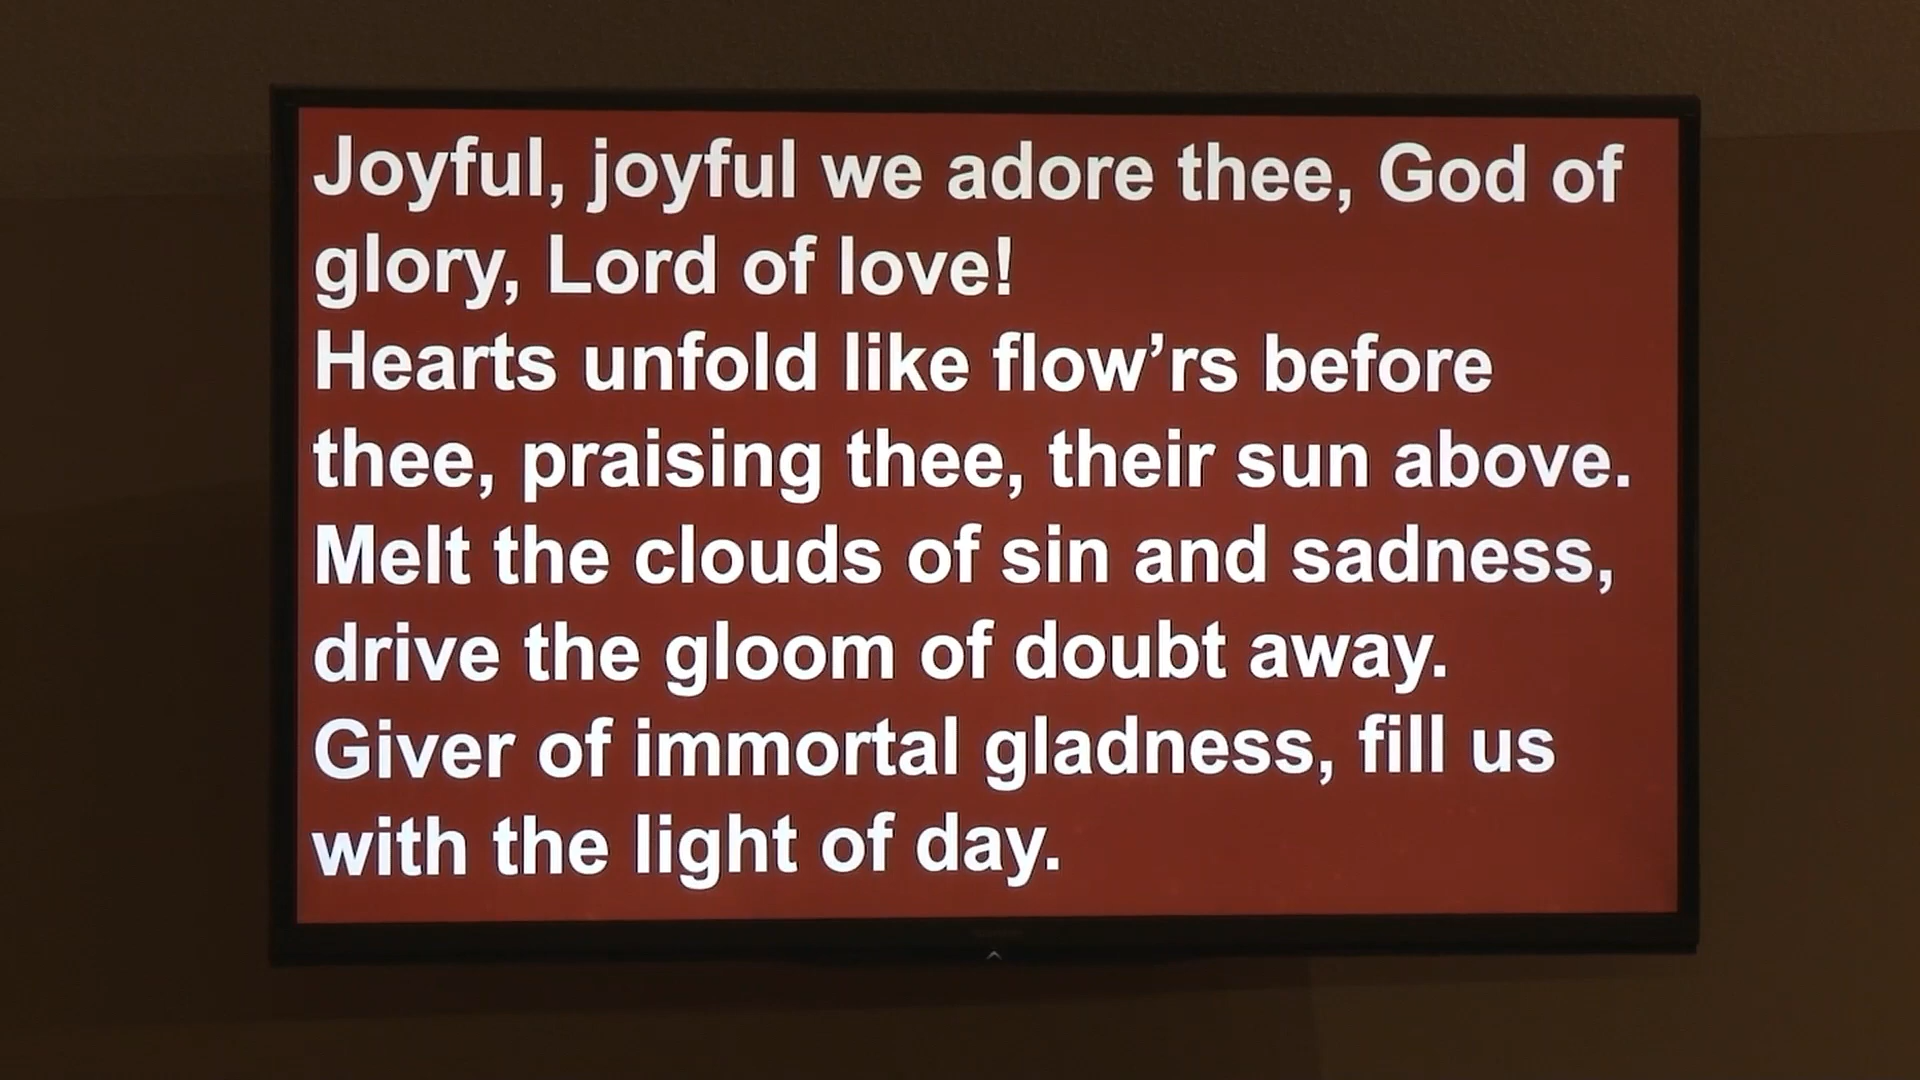 Joyful, joyful we adore thee, God of
glory, Lord of love!
Hearts unfold like flow’rs before
thee, praising thee, their sun above.
Melt the clouds of sin and sadness,
drive the gloom of doubt away.
Giver of immortal gladness, fill us
with the light of day.